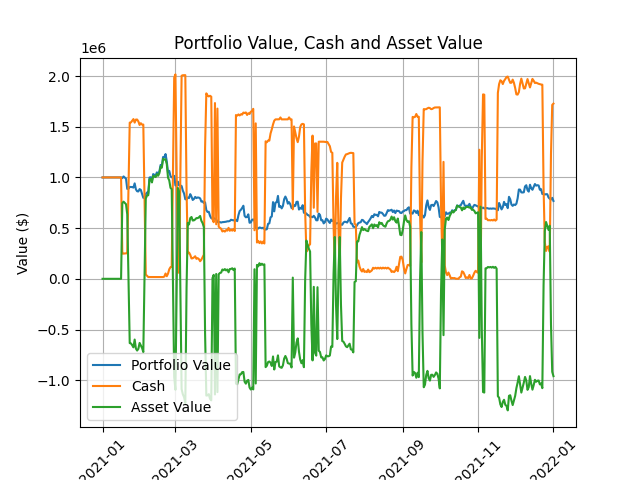 Portfolio Value, Cash and Asset Value
1e6
2.0
1.5
1.0
0.5
0.0
−0.5
−1.0
Value ($)
Portfolio Value
Cash
Asset Value
2021-01
2021-03
2021-05
2021-07
2021-09
2021-11
2022-01